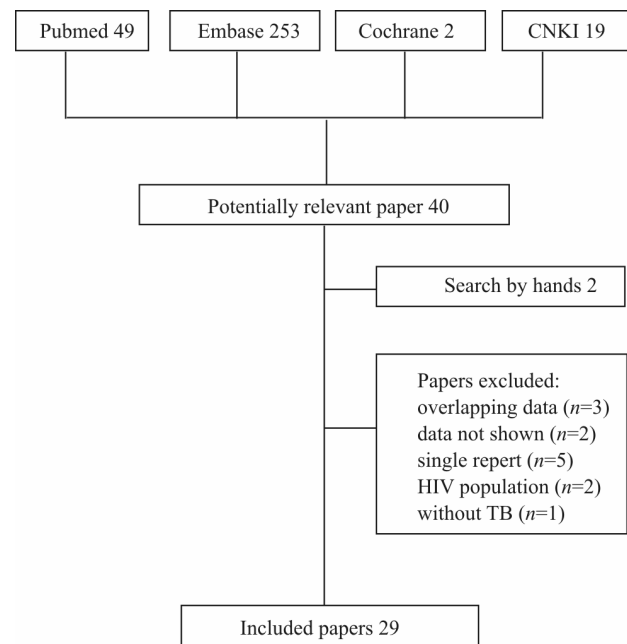 Pubmed 49
Embase 253
Cochrane 2
CNKI 19
Potentially relevant paper 40
Search by hands 2
Papers excluded:
overlapping data (n=3)
data not shown (n=2)
single repert (n=5)
HIV population (n=2)
without TB (n=1)
Included papers 29